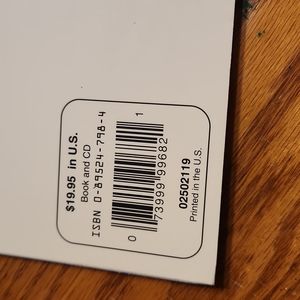 $19.95 in U.S.
Book and CD
ISBN 0-89524-798-4
0 73999 99682 1
02502119
Printed in the U.S.